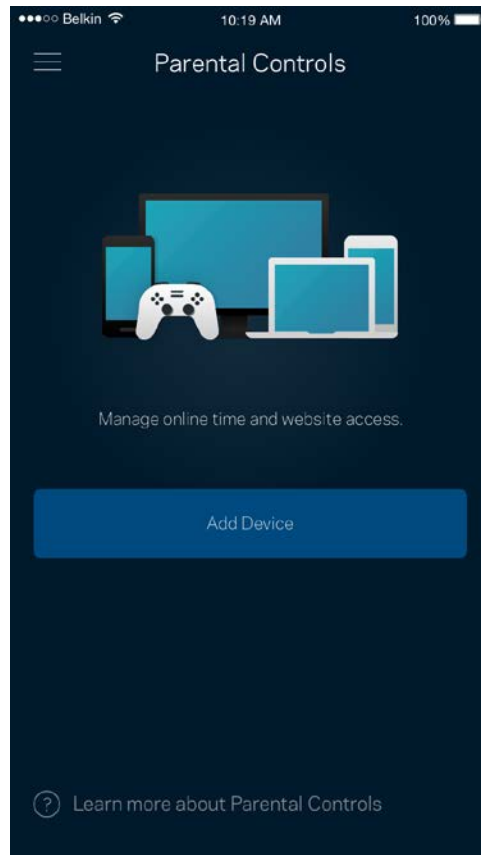 Belkin 10:19 AM 100%
Parental Controls
Manage online time and website access.
Add Device
? Learn more about Parental Controls